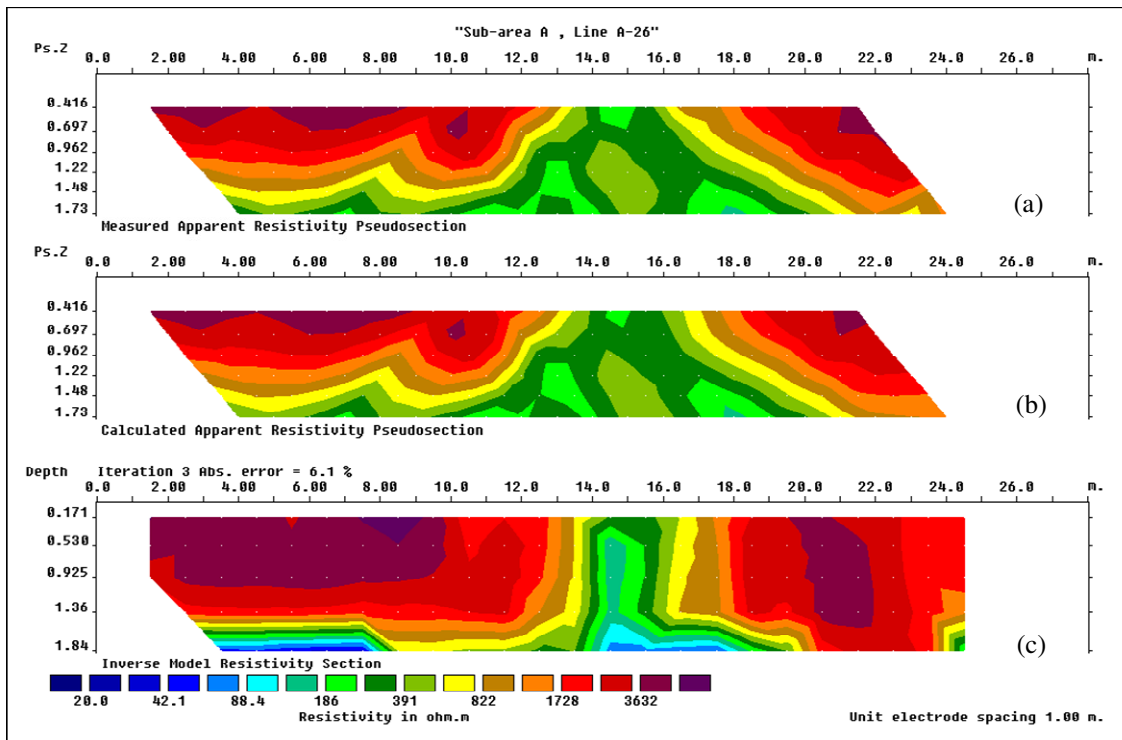 "Sub-area A , Line A-26"
Ps.Z
0.0 2.00 4.00 6.00 8.00 10.0 12.0 14.0 16.0 18.0 20.0 22.0 24.0 26.0 m.
0.416
0.697
0.962
1.22
1.48
1.73
(a)
Measured Apparent Resistivity Pseudosection
Ps.Z
0.0 2.00 4.00 6.00 8.00 10.0 12.0 14.0 16.0 18.0 20.0 22.0 24.0 26.0 m.
0.416
0.697
0.962
1.22
1.48
1.73
(b)
Calculated Apparent Resistivity Pseudosection
Depth Iteration 3 Abs. error = 6.1 %
0.0 2.00 4.00 6.00 8.00 10.0 12.0 14.0 16.0 18.0 20.0 22.0 24.0 26.0 m.
0.171
0.530
0.925
1.36
1.84
(c)
Inverse Model Resistivity Section
20.0 42.1 88.4 186 391 822 1728 3632
Resistivity in ohm.m
Unit electrode spacing 1.00 m.